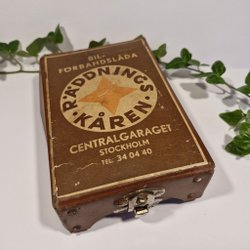 BIL-
FÖRBANDSLÅDA
RÄDDNINGS
KÅREN
CENTRALGARAGET
STOCKHOLM
TEL. 34 04 40